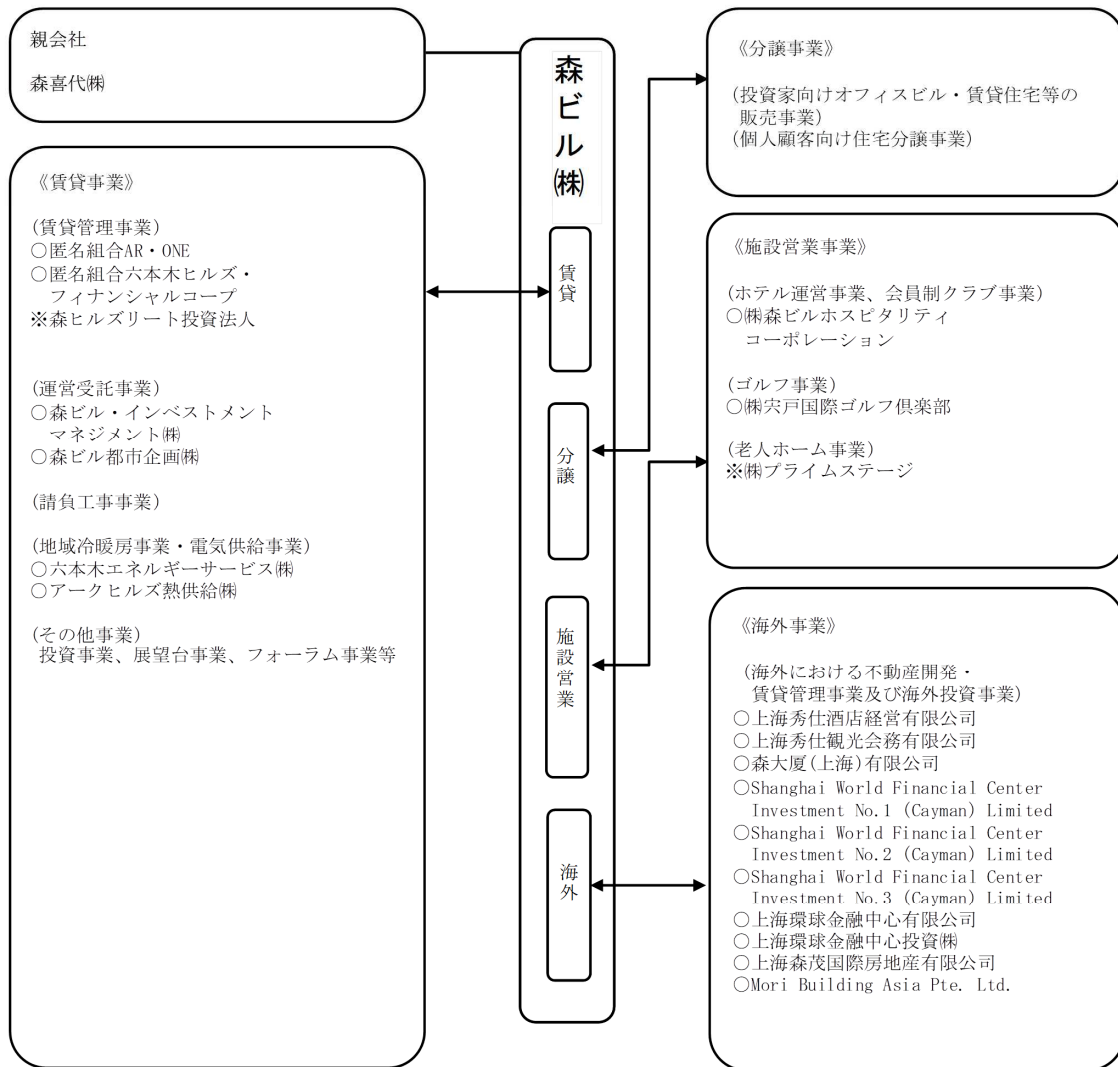 親会社
森喜代㈱
《賃貸事業》
(賃貸管理事業)
○匿名組合AR・ONE
○匿名組合六本木ヒルズ・
フィナンシャルコープ
※森ヒルズリート投資法人
(運営受託事業)
○森ビル・インベストメント
マネジメント㈱
○森ビル都市企画㈱
(請負工事事業)
(地域冷暖房事業・電気供給事業)
○六本木エネルギーサービス㈱
○アークヒルズ熱供給㈱
(その他事業)
投資事業、展望台事業、フォーラム事業等
森ビル㈱
賃貸
分譲
施設営業
海外
《分譲事業》
(投資家向けオフィスビル・賃貸住宅等の
販売事業)
(個人顧客向け住宅分譲事業)
《施設営業事業》
(ホテル運営事業、会員制クラブ事業)
○㈱森ビルホスピタリティ
コーポレーション
(ゴルフ事業)
○㈱宍戸国際ゴルフ倶楽部
(老人ホーム事業)
※㈱プライムステージ
《海外事業》
(海外における不動産開発・
賃貸管理事業及び海外投資事業)
○上海秀仕酒店経営有限公司
○上海秀仕観光会務有限公司
○森大厦(上海)有限公司
○Shanghai World Financial Center
Investment No.1 (Cayman) Limited
○Shanghai World Financial Center
Investment No.2 (Cayman) Limited
○Shanghai World Financial Center
Investment No.3 (Cayman) Limited
○上海環球金融中心有限公司
○上海環球金融中心投資㈱
○上海森茂国際房地産有限公司
○Mori Building Asia Pte. Ltd.